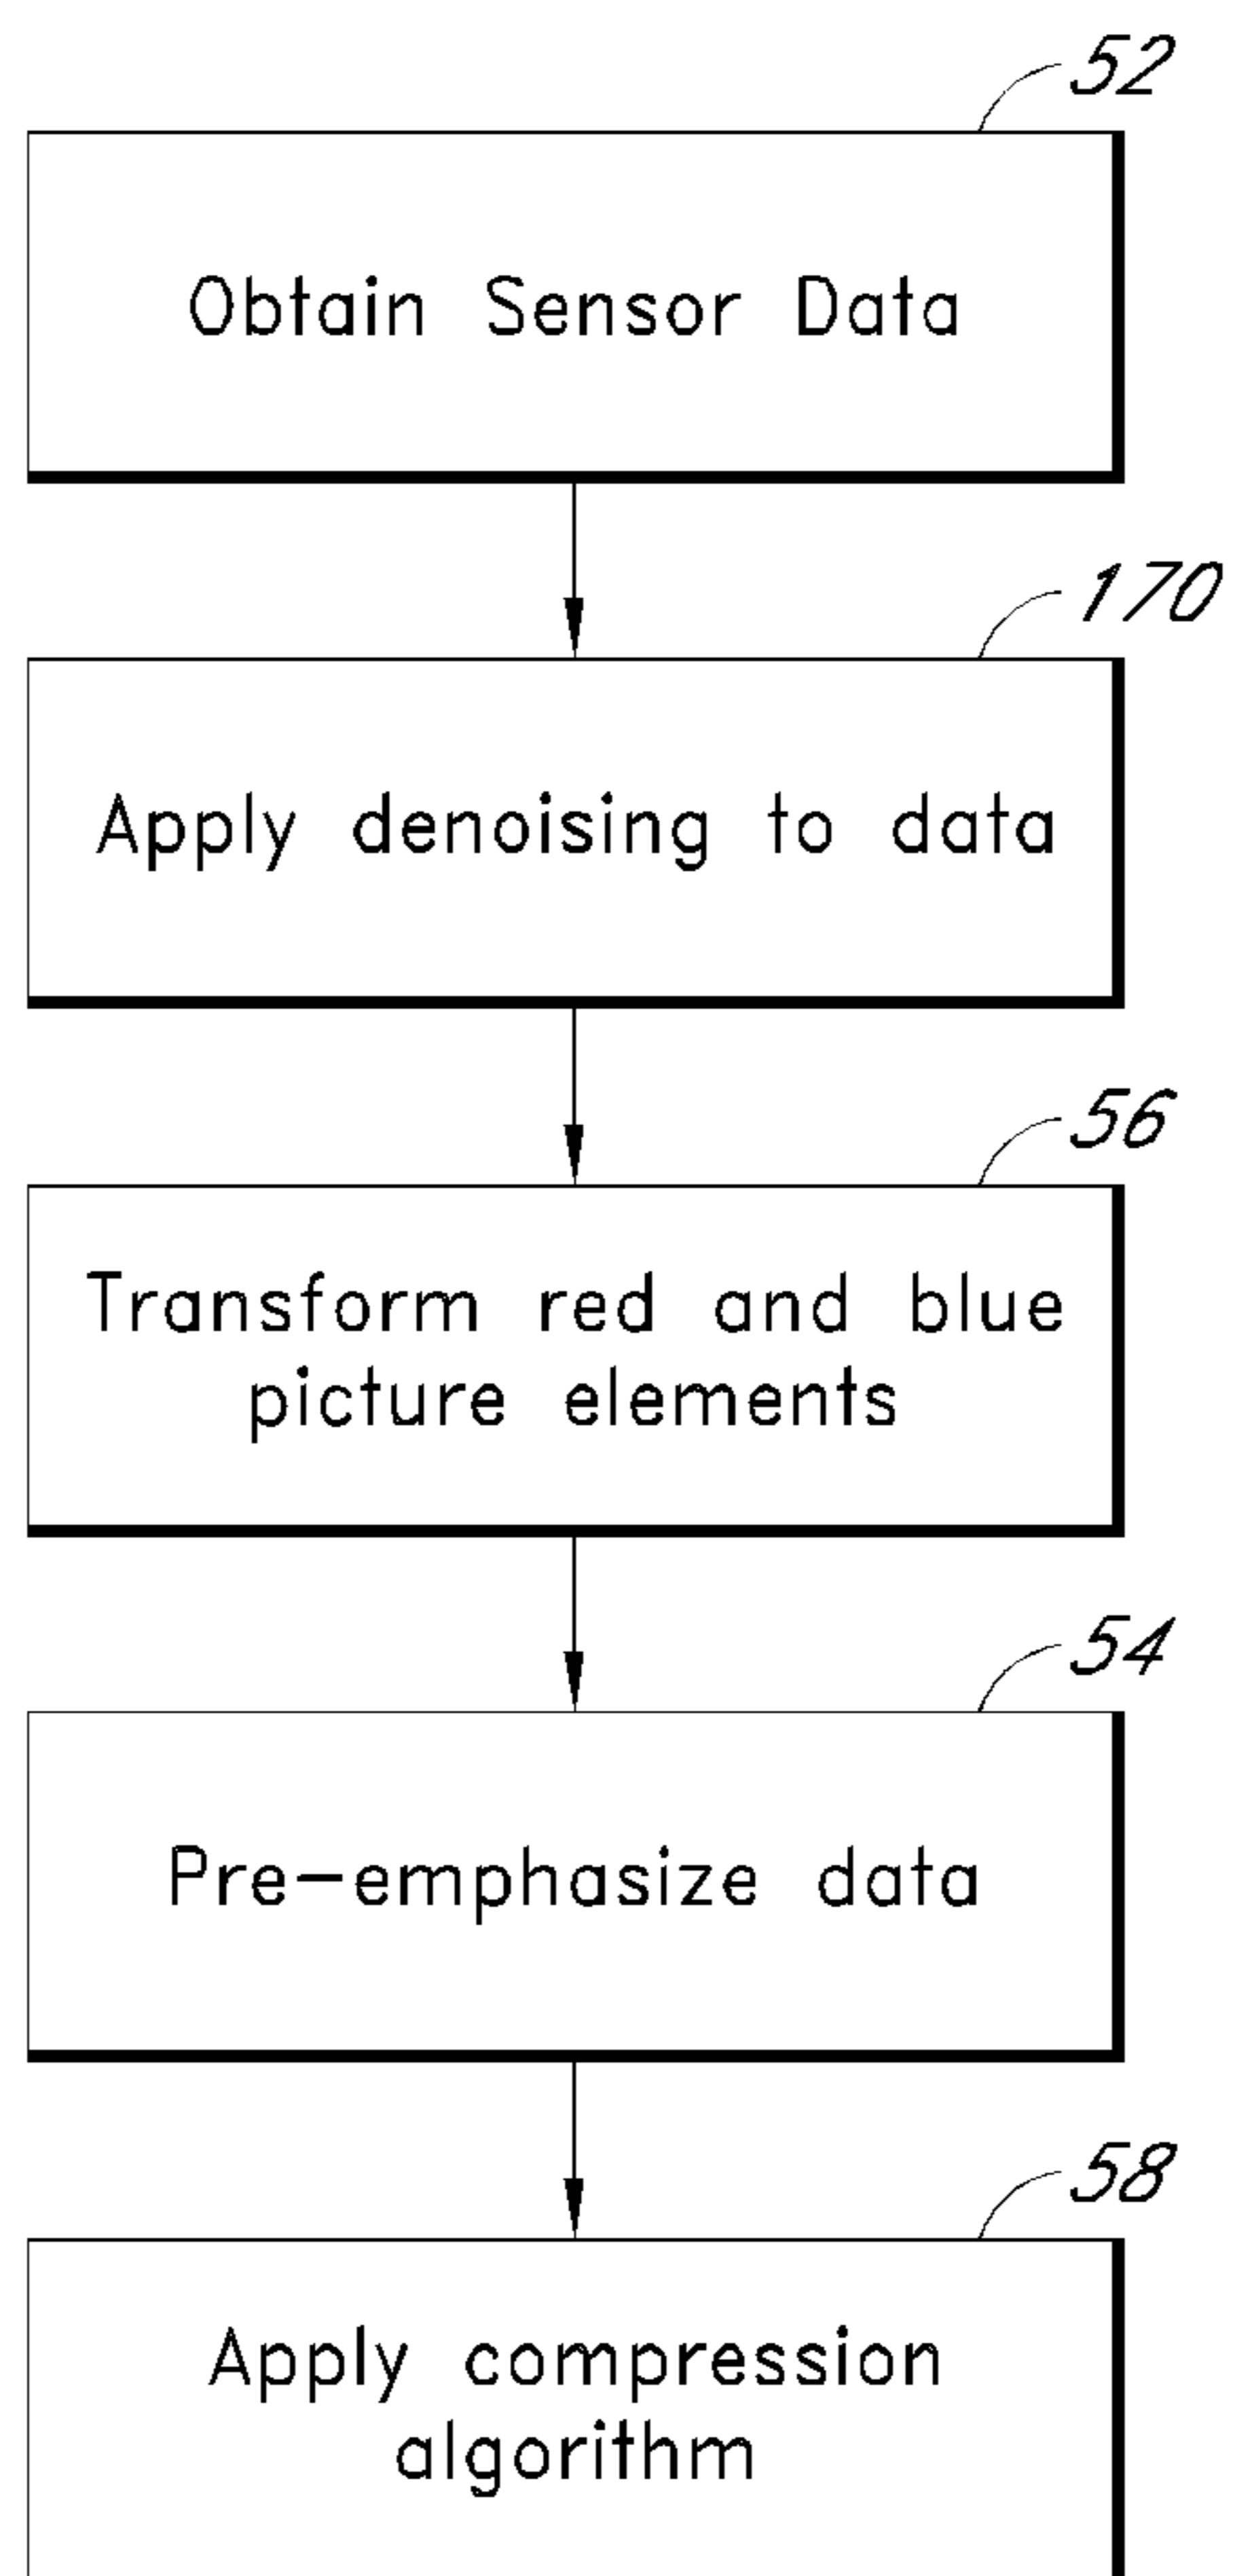 52
Obtain Sensor Data
170
Apply denoising to data
56
Transform red and blue
picture elements
54
Pre-emphasize data
58
Apply compression
algorithm